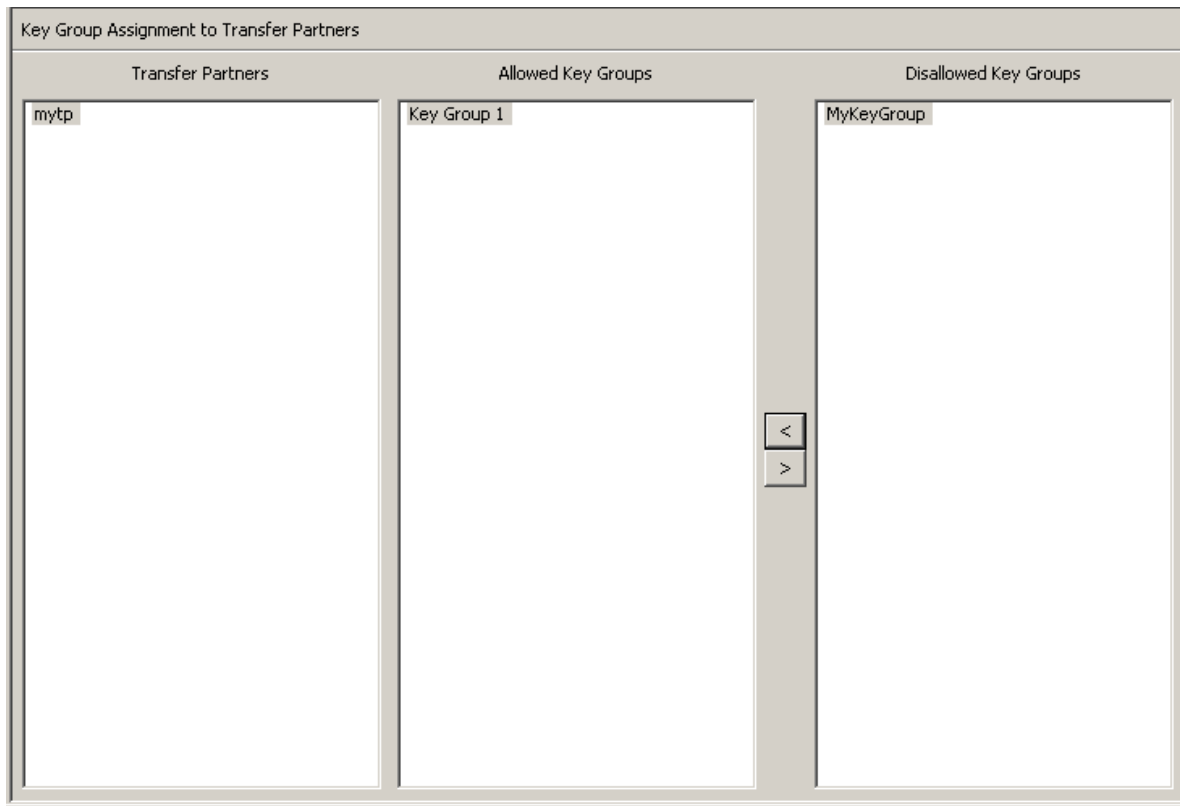 Key Group Assignment to Transfer Partners
Transfer Partners
Allowed Key Groups
Disallowed Key Groups
mytp
Key Group 1
MyKeyGroup
<
>